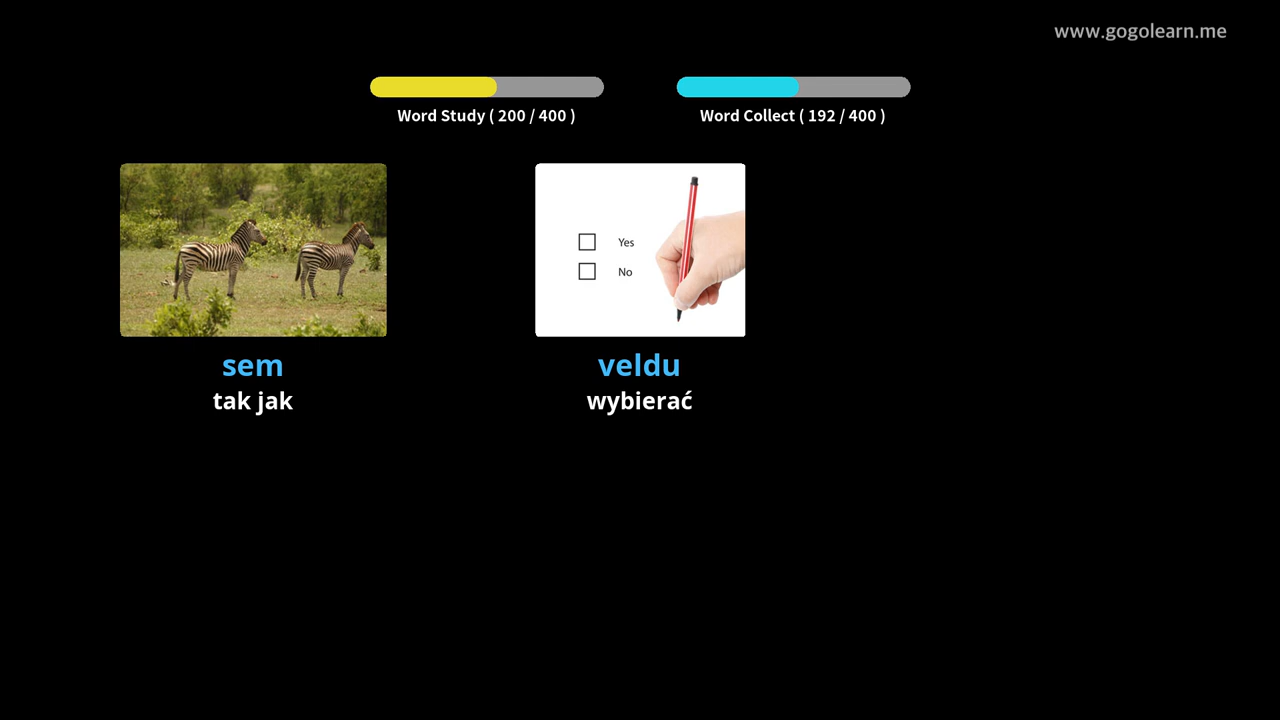 www.gogolearn.me
Word Study ( 200 / 400 )
Word Collect ( 192 / 400 )
Yes
No
sem
tak jak
veldu
wybierać